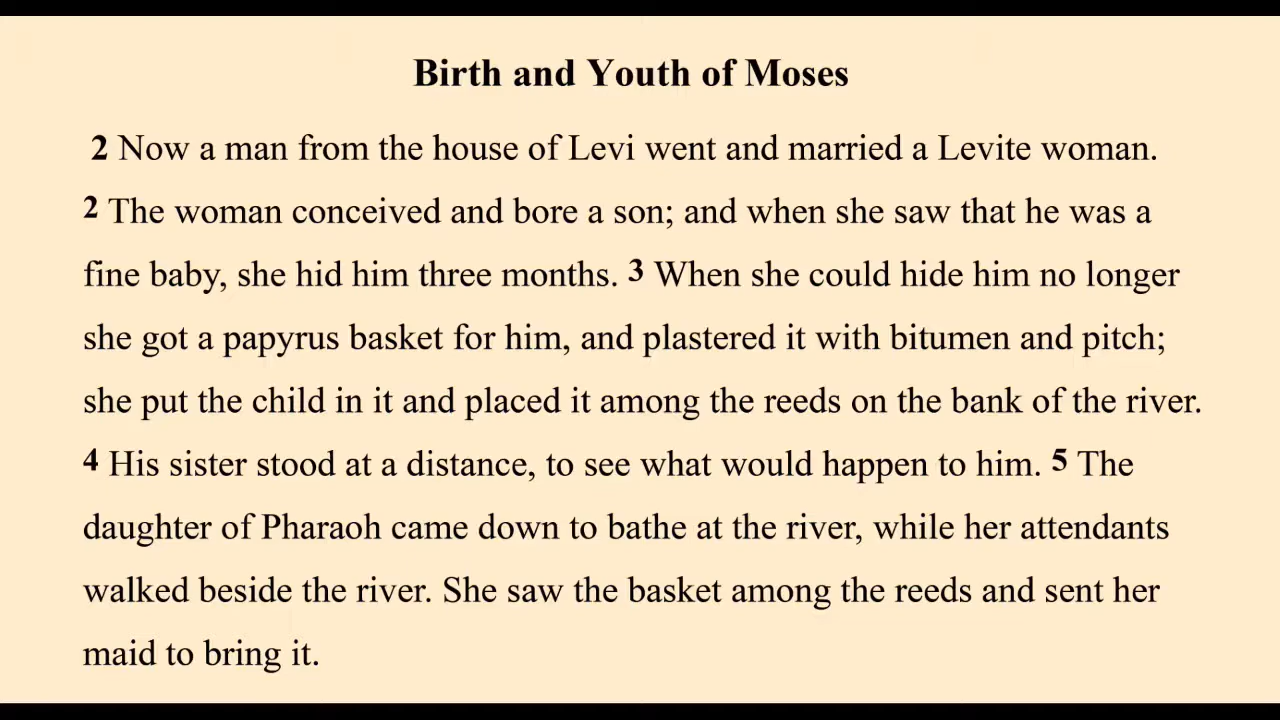 Birth and Youth of Moses
2 Now a man from the house of Levi went and married a Levite woman.
2 The woman conceived and bore a son; and when she saw that he was a
fine baby, she hid him three months. 3 When she could hide him no longer
she got a papyrus basket for him, and plastered it with bitumen and pitch;
she put the child in it and placed it among the reeds on the bank of the river.
4 His sister stood at a distance, to see what would happen to him. 5 The
daughter of Pharaoh came down to bathe at the river, while her attendants
walked beside the river. She saw the basket among the reeds and sent her
maid to bring it.